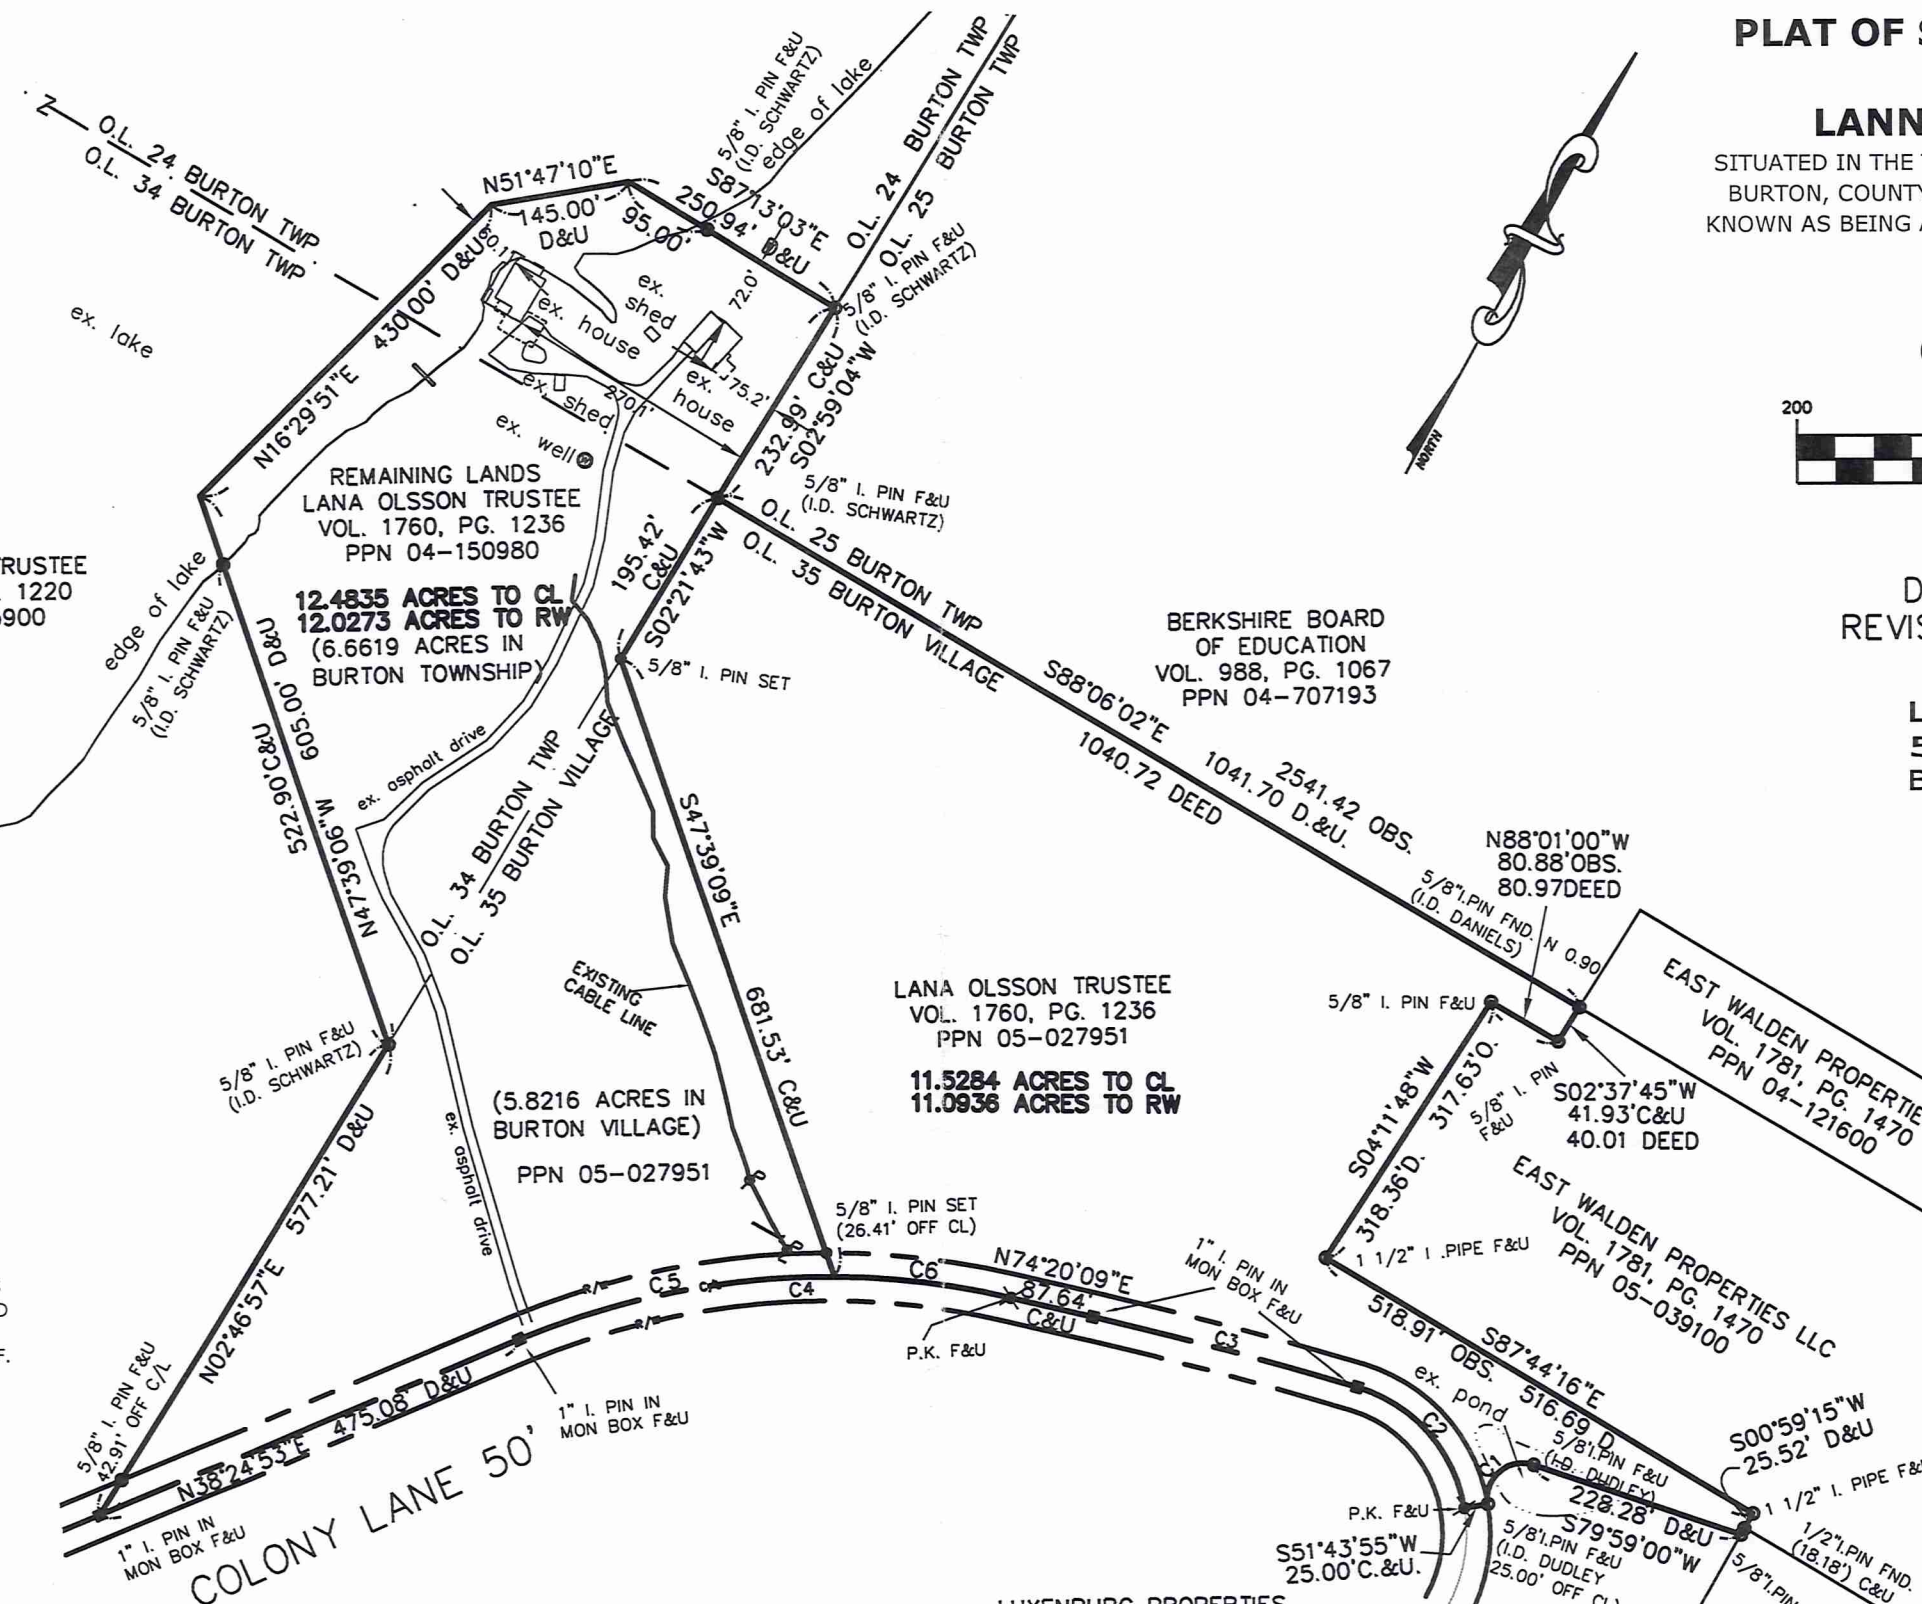 PLAT OF
LANN
SITUATED IN THE
BURTON, COUNTY
KNOWN AS BEING
NORTH
200
REVIS
O.L. 24 BURTON TWP
O.L. 34 BURTON TWP
O.L. 24 BURTON TWP
O.L. 25 BURTON TWP
5/8" I. PIN F&U
(I.D. SCHWARTZ)
edge of lake
N51°47'10"E
145.00'
D&U
S87°13'03"E
250.94' D&U
95.00'
60.1'
430.00' D&U
N16°29'51"E
ex. lake
ex. house
ex. shed
72.0'
ex. house
75.2'
ex. shed
270.1'
ex. well
5/8" I. PIN F&U
(I.D. SCHWARTZ)
232.99' C&U
S02°59'04"W
5/8" I. PIN F&U
(I.D. SCHWARTZ)
REMAINING LANDS
LANA OLSSON TRUSTEE
VOL. 1760, PG. 1236
PPN 04-150980
12.4835 ACRES TO CL
12.0273 ACRES TO RW
(6.6619 ACRES IN
BURTON TOWNSHIP)
RUSTEE
1220
900
edge of lake
5/8" I. PIN F&U
(I.D. SCHWARTZ)
605.00' D&U
522.90'C&U
N47°39'06"W
195.42'
C&U
S02°21'43"W
5/8" I. PIN SET
O.L. 25 BURTON TWP
O.L. 35 BURTON VILLAGE
BERKSHIRE BOARD
OF EDUCATION
VOL. 988, PG. 1067
PPN 04-707193
S88°06'02"E
2541.42 OBS.
1041.70 D.&U.
1040.72 DEED
ex. asphalt drive
O.L. 34 BURTON TWP
O.L. 35 BURTON VILLAGE
S47°39'09"E
681.53' C&U
EXISTING
CABLE LINE
N88°01'00"W
80.88'OBS.
80.97DEED
5/8"I.PIN FND. N 0.90
(I.D. DANIELS)
5/8" I. PIN F&U
EAST WALDEN PROPERTIE
VOL. 1781, PG. 1470
PPN 04-121600
LANA OLSSON TRUSTEE
VOL. 1760, PG. 1236
PPN 05-027951
11.5284 ACRES TO CL
11.0936 ACRES TO RW
S02°37'45"W
41.93'C&U
40.01 DEED
5/8" I. PIN
F&U
S04°11'48"W
317.63'O.
318.36'D.
5/8" I. PIN F&U
(I.D. SCHWARTZ)
(5.8216 ACRES IN
BURTON VILLAGE)
PPN 05-027951
ex. asphalt drive
577.21' D&U
N02°46'57"E
5/8" I. PIN SET
(26.41' OFF CL)
EAST WALDEN PROPERTIES LLC
VOL. 1781, PG. 1470
PPN 05-039100
1 1/2" I .PIPE F&U
C5
C4
C6
N74°20'09"E
87.64'
C&U
1" I. PIN IN
MON BOX F&U
P.K. F&U
C3
518.91' OBS.
S87°44'16"E
516.69 D.
ex. pond
C2
C1
5/8'I.PIN F&U
(I.D. DUDLEY)
S00°59'15"W
25.52' D&U
1 1/2" I. PIPE F&U
228.28' D&U
S79°59'00"W
5/8" I. PIN F&U
42.91' OFF C/L
N38°24'53"E 475.08' D&U
1" I. PIN IN
MON BOX F&U
1" I. PIN IN
MON BOX F&U
COLONY LANE 50'
P.K. F&U
S51°43'55"W
25.00'C.&U.
5/8'I.PIN F&U
(I.D. DUDLEY
25.00' OFF CL)
1/2"I.PIN FND.
(18.18') C&U
5/8"I.PIN
LUXENBURG PROPERTIES